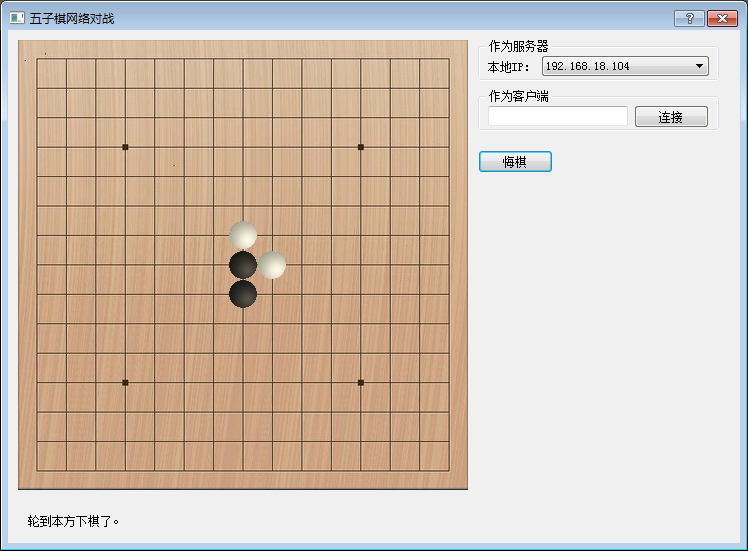 五子棋网络对战
作为服务器
本地IP：
192.168.18.104
作为客户端
连接
悔棋
轮到本方下棋了。